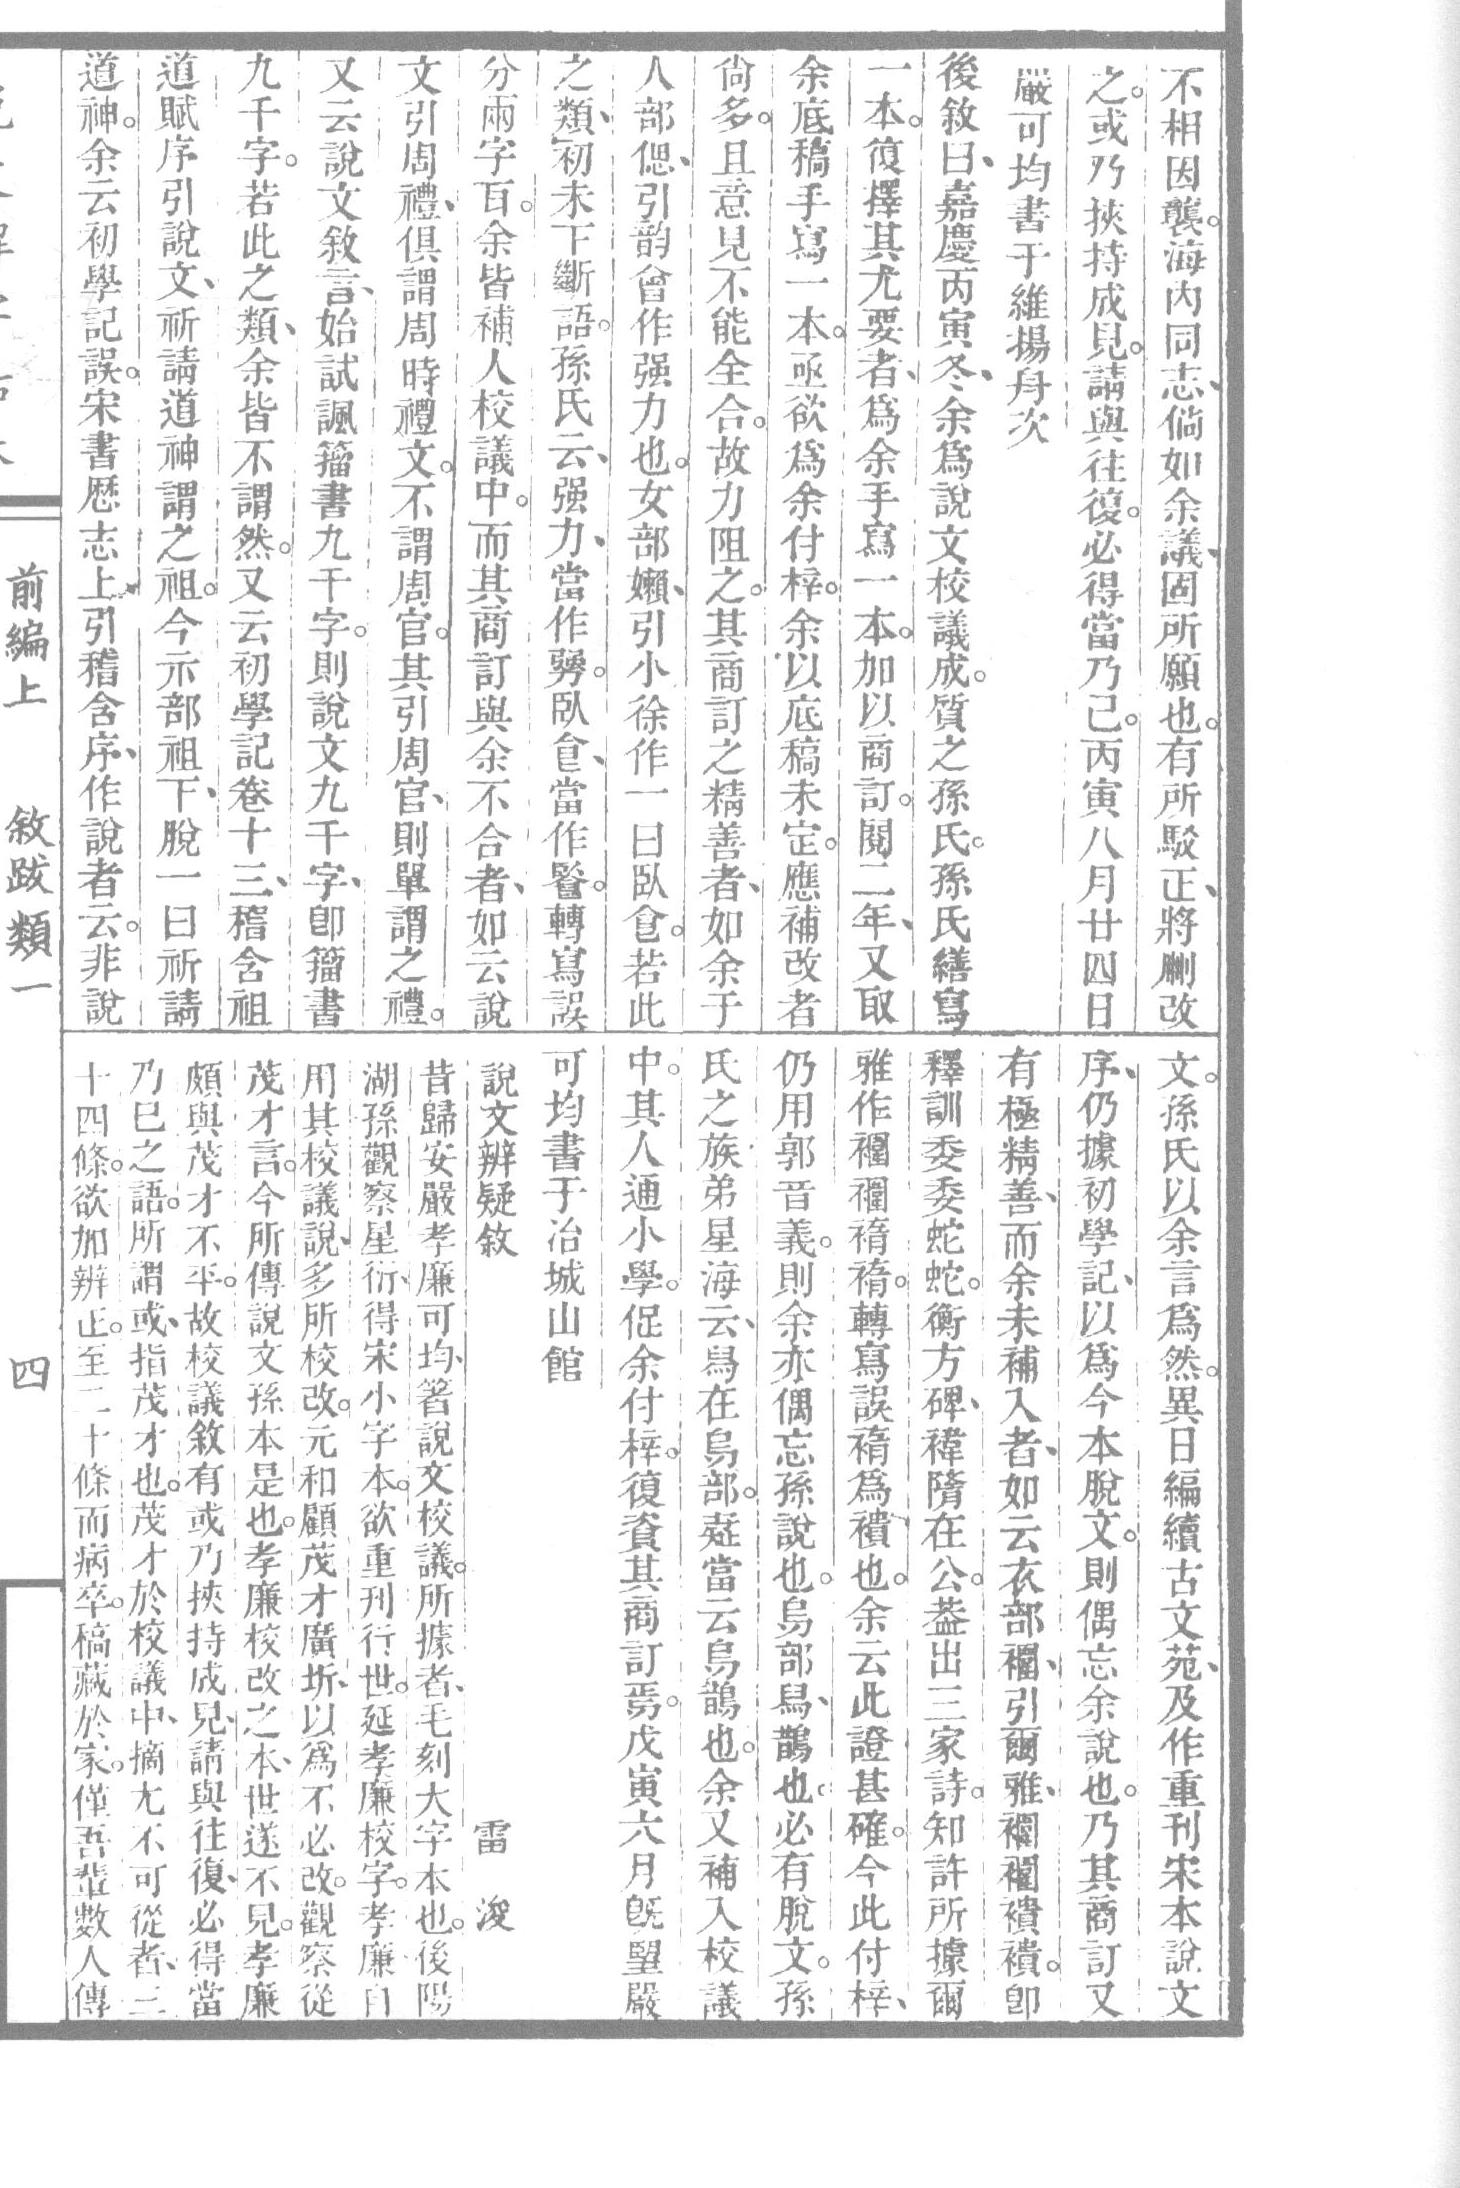 不相因襲。海內同志、倘如余議、固所願也。有所駁正、將刪改
之。或乃挾持成見。請與往復。必得當乃已。丙寅八月廿四日
嚴可均書于維揚舟次
後敘曰、嘉慶丙寅冬、余爲說文校議成。質之孫氏。孫氏繕寫
一本。復擇其尤要者、爲余手寫一本。加以商訂。閱二年、又取
余底稿手寫一本。亟欲爲余付梓。余以底稿未定。應補改者
尙多。且意見不能全合。故力阻之。其商訂之精善者、如余于
人部偲、引韵會作强力也。女部嬾、引小徐作一曰臥食。若此
之類、初未下斷語。孫氏云、强力、當作勥。臥食、當作䀼。轉寫誤
分兩字百。余皆補入校議中。而其商訂與余不合者、如云說
文引周禮、俱謂周時禮文。不謂周官。其引周官、則單謂之禮。
又云說文敘言、始試諷籒書九千字。則說文九千字、卽籒書
九千字。若此之類、余皆不謂然。又云初學記卷十三、稽含祖
道賦序引說文、祈請道神謂之祖。今示部祖下、脫一曰祈請
道神。余云初學記誤。宋書歷志上引稽含序、作說者云。非說
文。孫氏以余言爲然。異日編續古文苑、及作重刊宋本說文
序、仍據初學記、以爲今本脫文。則偶忘余說也。乃其商訂又
有極精善、而余未補入者、如云衣部襡、引爾雅、襡襡襀襀。卽
釋訓委委蛇蛇。衡方碑、褘隋在公。葢出三家詩。知許所據爾
雅作襡襡褕褕。轉寫誤褕爲襀也。余云此證甚確。今此付梓、
仍用郭音義。則余亦偶忘孫說也。烏部舄、鵲也。必有脫文。孫
氏之族弟星海云、舄在烏部。疑當云烏鵲也。余又補入校議
中。其人通小學。促余付梓。復資其商訂焉。戊寅六月旣望嚴
可均書于冶城山館
說文辨疑敘　　雷　浚
昔歸安嚴孝廉可均、箸說文校議。所據者、毛刻大字本也。後陽
湖孫觀察星衍、得宋小字本。欲重刊行世。延孝廉校字。孝廉自
用其校議說、多所校改。元和顧茂才廣圻、以爲不必改。觀察從
茂才言。今所傳說文孫本是也。孝廉校改之本、世遂不見。孝廉
頗與茂才不平。故校議敘有或乃挾持成見、請與往復、必得當
乃已之語。所謂或、指茂才也。茂才於校議中、摘尤不可從者、三
十四條。欲加辨正。至二十條而病卒。稿藏於家。僅吾輩數人傳
前編上　　敘跋類一
四